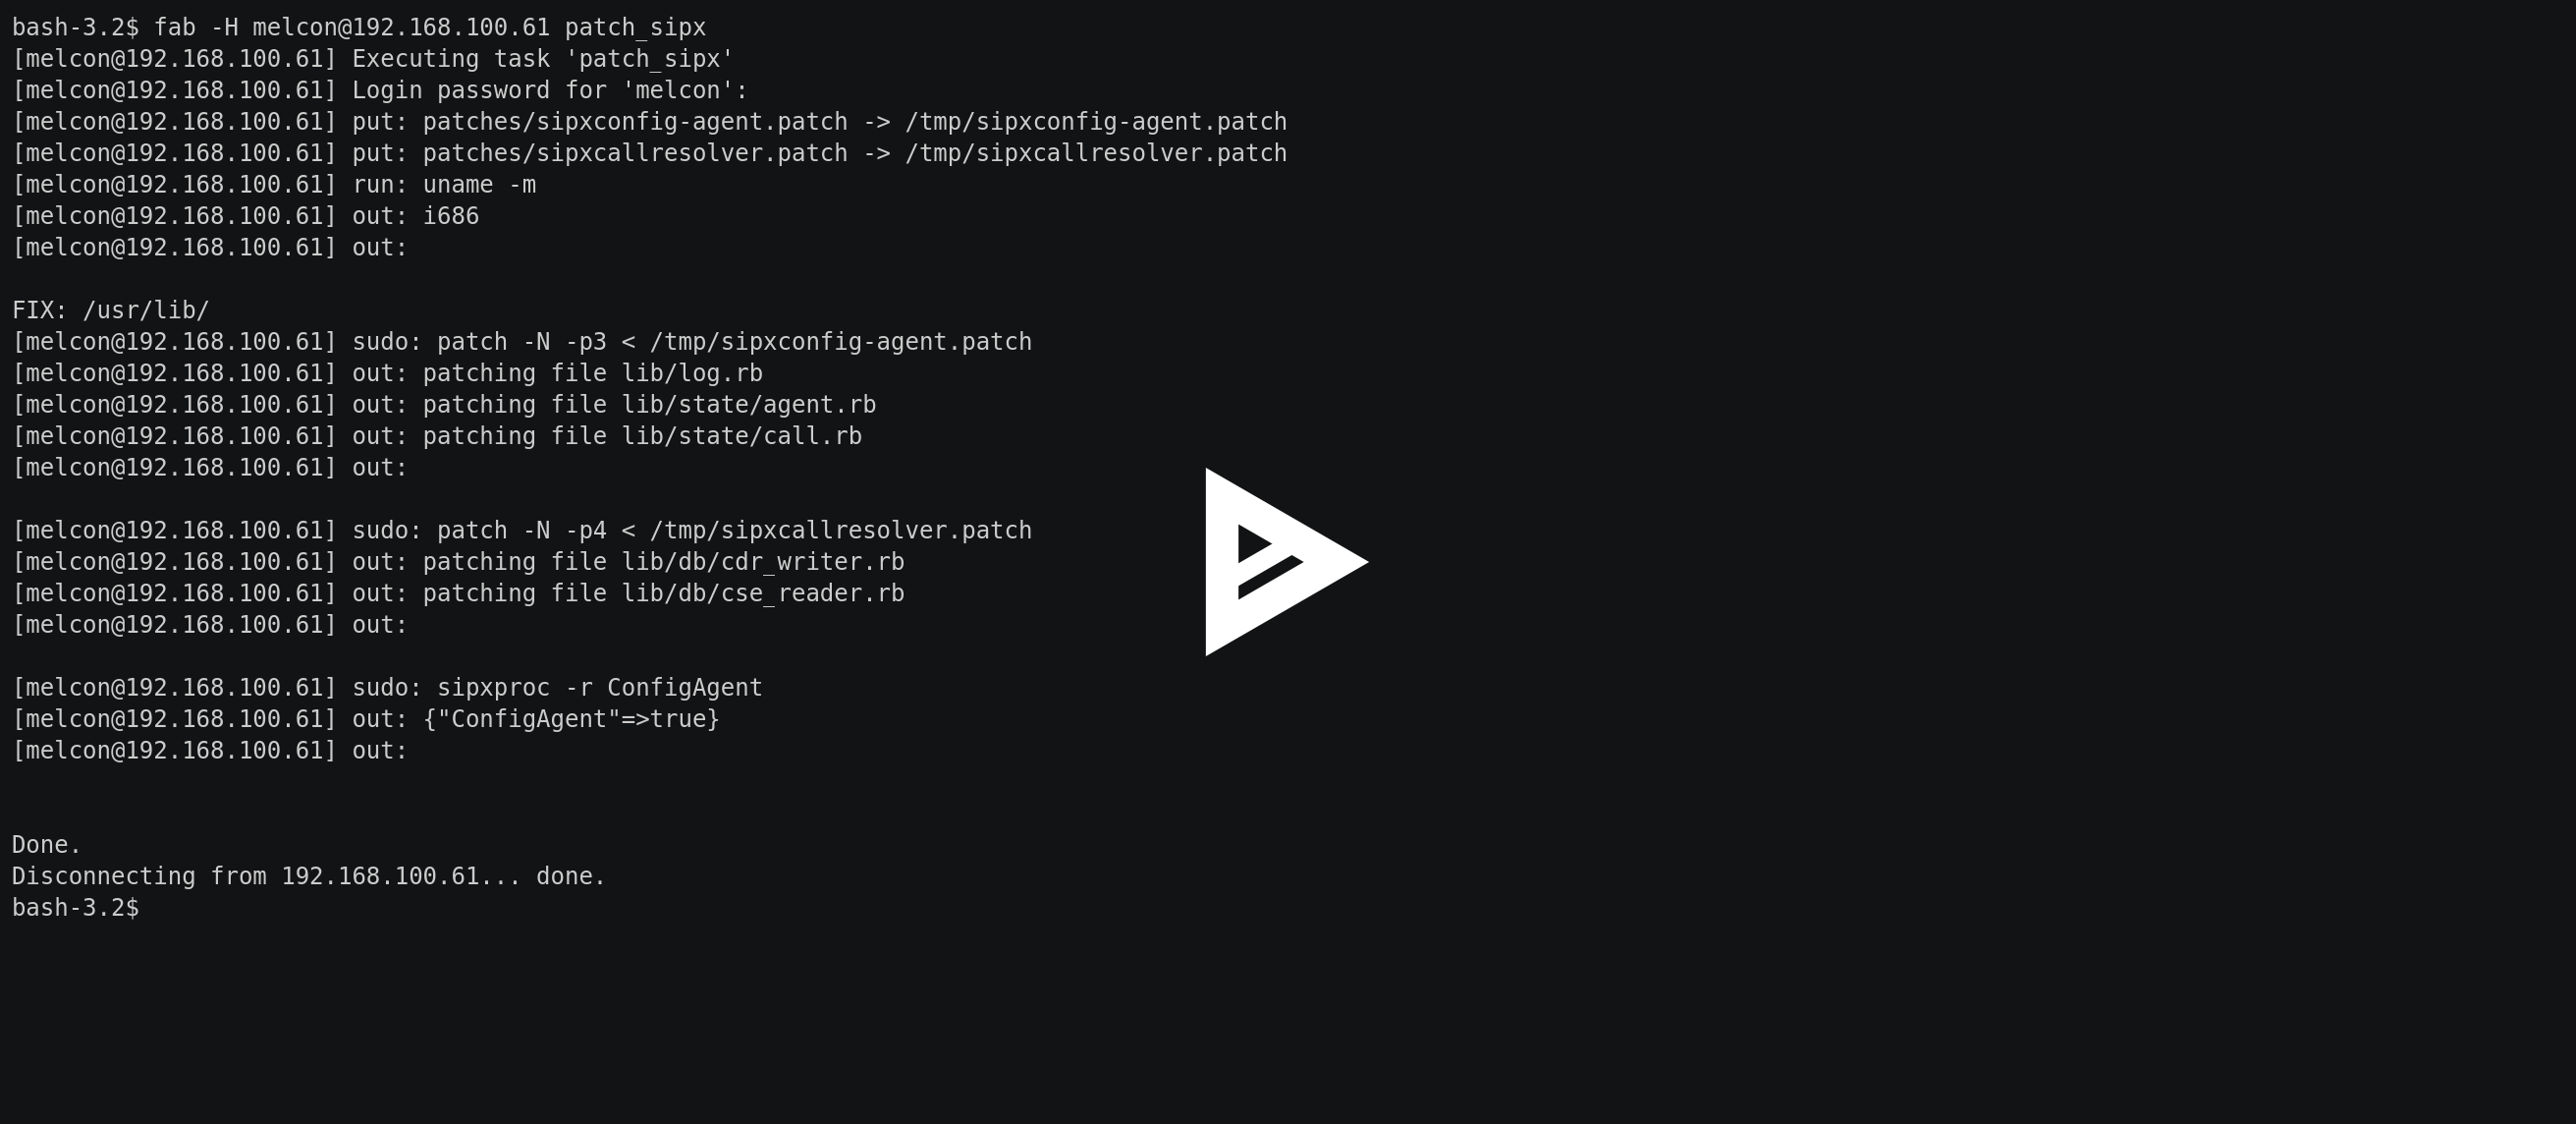 bash-3.2$ fab -H melcon@192.168.100.61 patch_sipx
[melcon@192.168.100.61] Executing task 'patch_sipx'
[melcon@192.168.100.61] Login password for 'melcon':
[melcon@192.168.100.61] put: patches/sipxconfig-agent.patch -> /tmp/sipxconfig-agent.patch
[melcon@192.168.100.61] put: patches/sipxcallresolver.patch -> /tmp/sipxcallresolver.patch
[melcon@192.168.100.61] run: uname -m
[melcon@192.168.100.61] out: i686
[melcon@192.168.100.61] out:
FIX: /usr/lib/
[melcon@192.168.100.61] sudo: patch -N -p3 < /tmp/sipxconfig-agent.patch
[melcon@192.168.100.61] out: patching file lib/log.rb
[melcon@192.168.100.61] out: patching file lib/state/agent.rb
[melcon@192.168.100.61] out: patching file lib/state/call.rb
[melcon@192.168.100.61] out:
[melcon@192.168.100.61] sudo: patch -N -p4 < /tmp/sipxcallresolver.patch
[melcon@192.168.100.61] out: patching file lib/db/cdr_writer.rb
[melcon@192.168.100.61] out: patching file lib/db/cse_reader.rb
[melcon@192.168.100.61] out:
[melcon@192.168.100.61] sudo: sipxproc -r ConfigAgent
[melcon@192.168.100.61] out: {"ConfigAgent"=>true}
[melcon@192.168.100.61] out:
Done.
Disconnecting from 192.168.100.61... done.
bash-3.2$